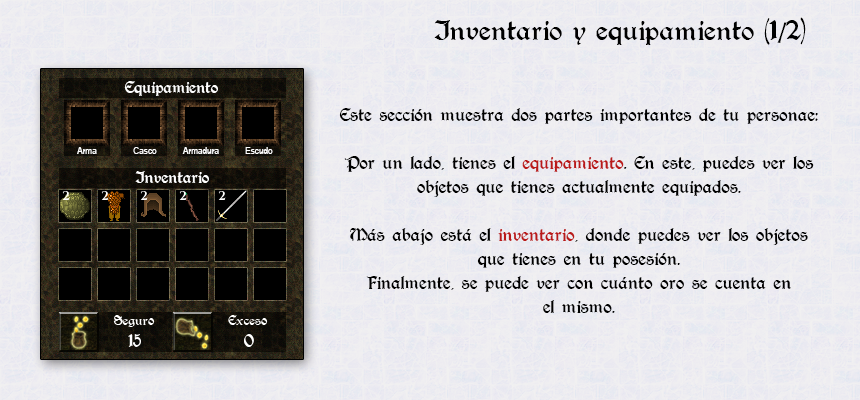 Inventario y equipamiento (1/2)
Equipamiento
Arma Casco Armadura Escudo
Inventario
2 2 2 2 2
Seguro Exceso
15 0
Este sección muestra dos partes importantes de tu personae:
Por un lado, tienes el equipamiento. En este, puedes ver los
objetos que tienes actualmente equipados.
Más abajo está el inventario, donde puedes ver los objetos
que tienes en tu posesión.
Finalmente, se puede ver con cuánto oro se cuenta en
el mismo.